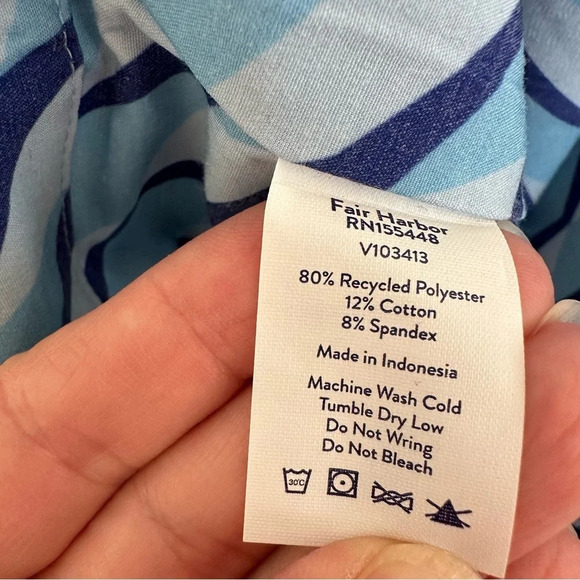 Fair Harbor
RN155448
V103413
80% Recycled Polyester
12% Cotton
8% Spandex
Made in Indonesia
Machine Wash Cold
Tumble Dry Low
Do Not Wring
Do Not Bleach
30°C